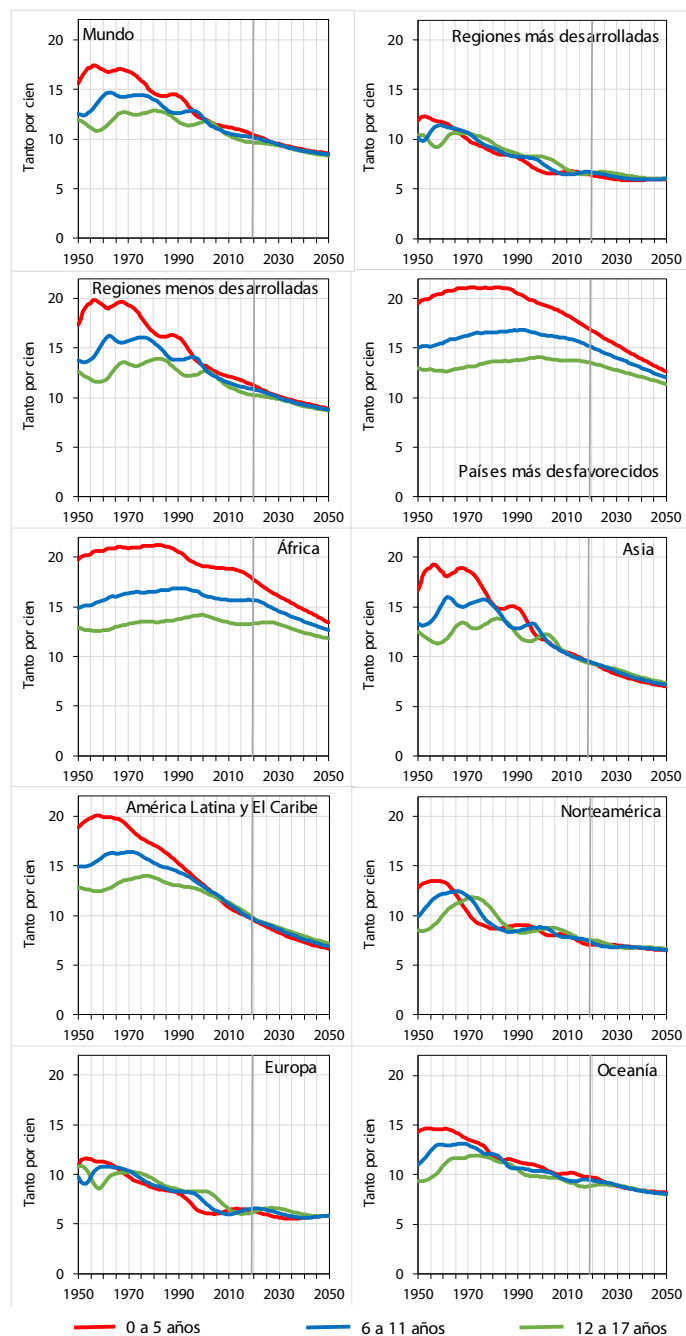 Mundo
Tanto por cien
20
15
10
5
0
1950 1970 1990 2010 2030 2050
Regiones más desarrolladas
Tanto por cien
20
15
10
5
0
1950 1970 1990 2010 2030 2050
Regiones menos desarrolladas
Tanto por cien
20
15
10
5
0
1950 1970 1990 2010 2030 2050
Países más desfavorecidos
Tanto por cien
20
15
10
5
0
1950 1970 1990 2010 2030 2050
África
Tanto por cien
20
15
10
5
0
1950 1970 1990 2010 2030 2050
Asia
Tanto por cien
20
15
10
5
0
1950 1970 1990 2010 2030 2050
América Latina y El Caribe
Tanto por cien
20
15
10
5
0
1950 1970 1990 2010 2030 2050
Norteamérica
Tanto por cien
20
15
10
5
0
1950 1970 1990 2010 2030 2050
Europa
Tanto por cien
20
15
10
5
0
1950 1970 1990 2010 2030 2050
Oceanía
Tanto por cien
20
15
10
5
0
1950 1970 1990 2010 2030 2050
0 a 5 años 6 a 11 años 12 a 17 años